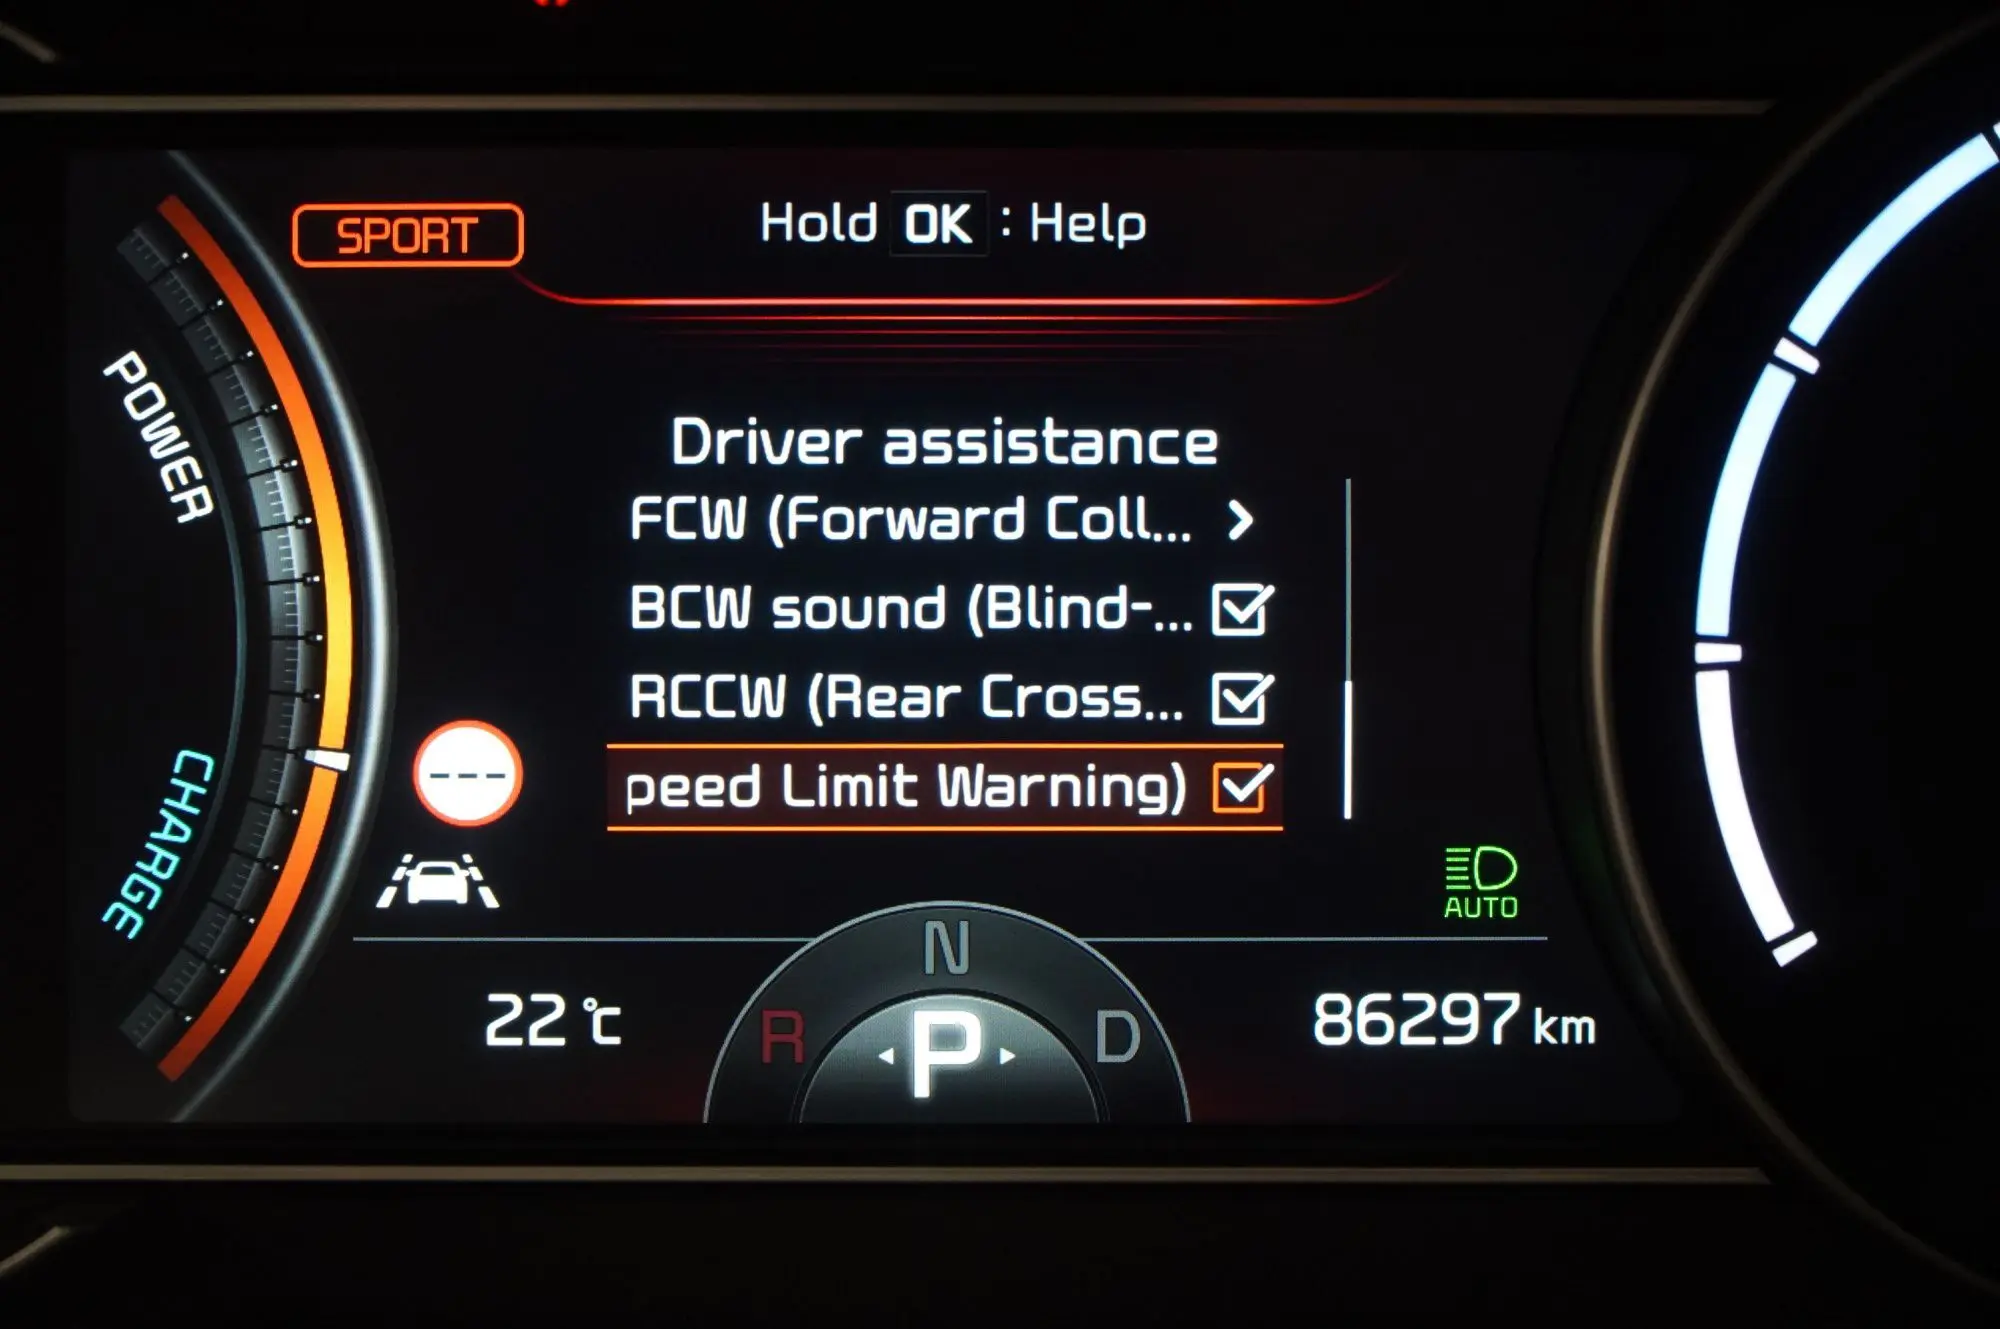 SPORT
Hold OK : Help
POWER
Driver assistance
FCW (Forward Coll...
BCW sound (Blind-...
RCCW (Rear Cross...
peed Limit Warning)
---
CHARGE
AUTO
N
R P D
22 ℃
86297 km